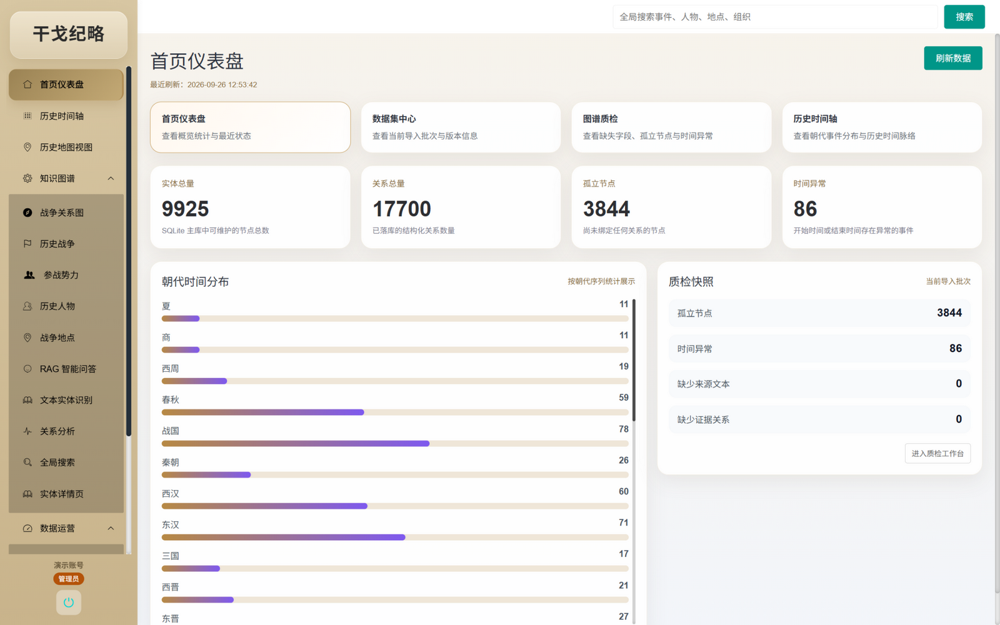 干戈纪略
首页仪表盘
历史时间轴
历史地图视图
知识图谱
战争关系图
历史战争
参战势力
历史人物
战争地点
RAG 智能问答
文本实体识别
关系分析
全局搜索
实体详情页
数据运营
演示账号
管理员
全局搜索事件、人物、地点、组织
搜索
首页仪表盘
刷新数据
最近刷新：2026-09-26 12:53:42
首页仪表盘
查看概览统计与最近状态
数据集中心
查看当前导入批次与版本信息
图谱质检
查看缺失字段、孤立节点与时间异常
历史时间轴
查看朝代事件分布与历史时间脉络
实体总量
9925
SQLite 主库中可维护的节点总数
关系总量
17700
已落库的结构化关系数量
孤立节点
3844
尚未绑定任何关系的节点
时间异常
86
开始时间或结束时间存在异常的事件
朝代时间分布
按朝代序列统计展示
夏 11
商 11
西周 19
春秋 59
战国 78
秦朝 26
西汉 60
东汉 71
三国 17
西晋 21
东晋 27
质检快照
当前导入批次
孤立节点 3844
时间异常 86
缺少来源文本 0
缺少证据关系 0
进入质检工作台